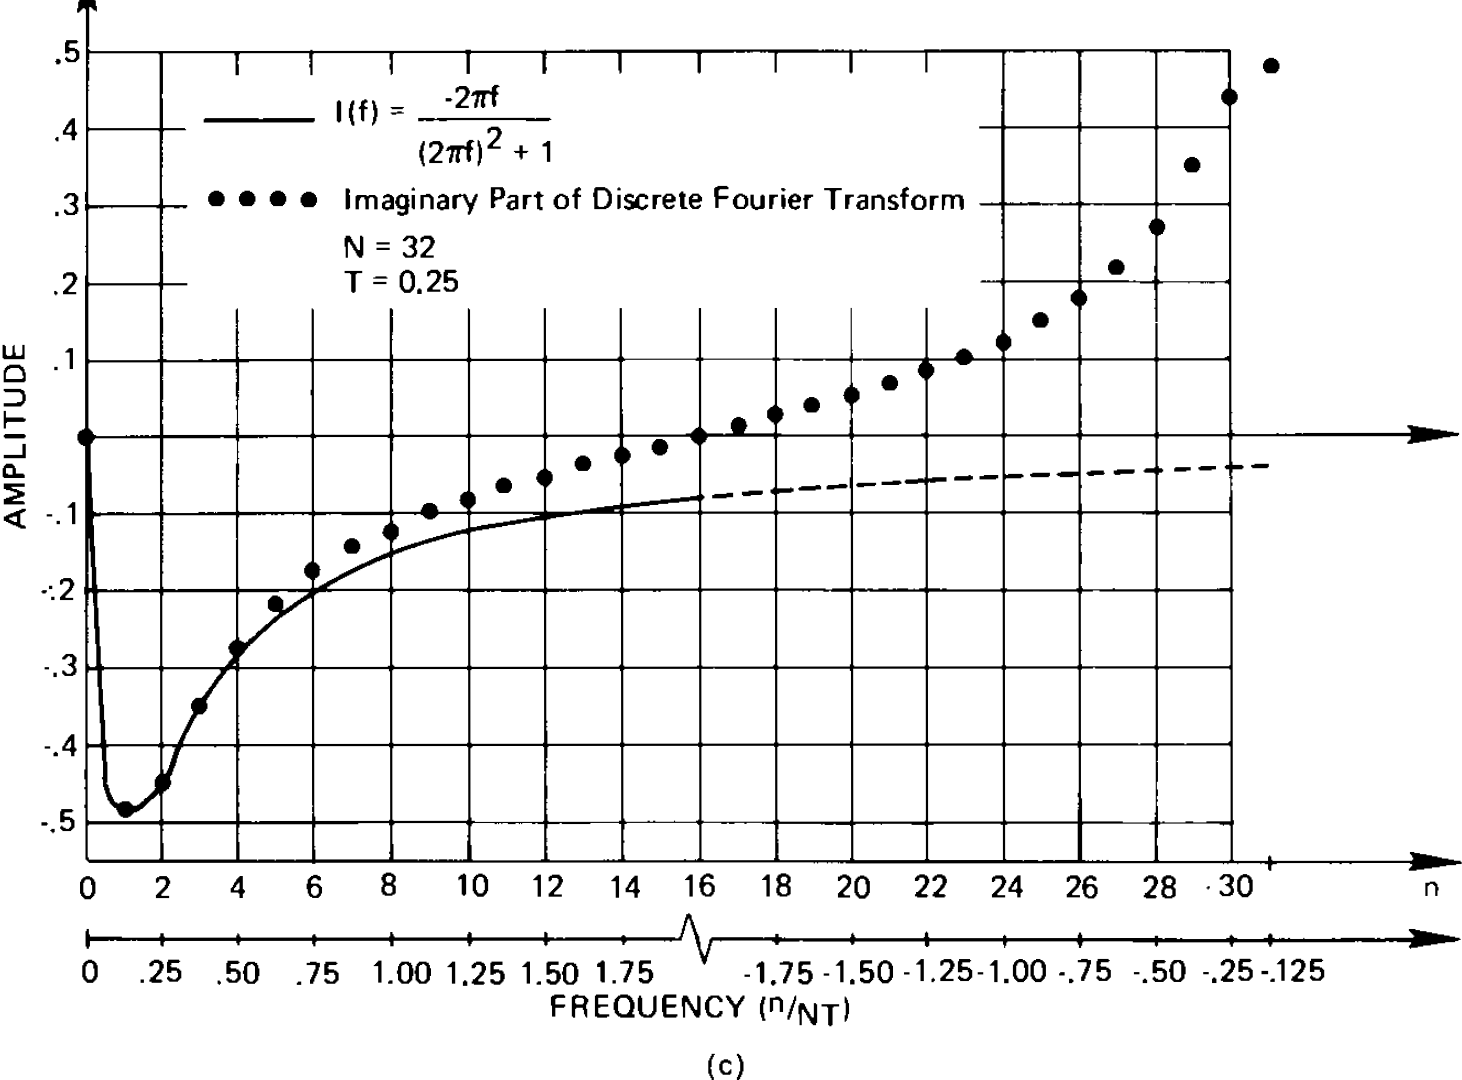 .5
.4
.3
.2
.1
-.1
-.2
-.3
-.4
-.5
AMPLITUDE
I(f) = -2πf / (2πf)2 + 1
Imaginary Part of Discrete Fourier Transform
N = 32
T = 0.25
0 2 4 6 8 10 12 14 16 18 20 22 24 26 28 30 n
0 .25 .50 .75 1.00 1.25 1.50 1.75 -1.75 -1.50 -1.25 -1.00 -.75 -.50 -.25 -.125
FREQUENCY (n/NT)
(c)